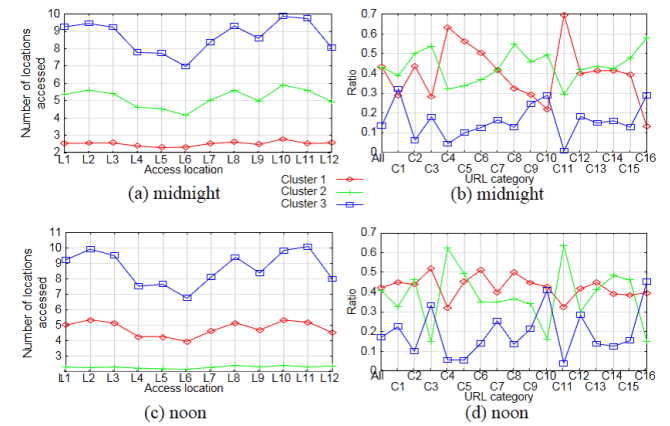 10
9
8
7
6
5
4
3
2
Number of locations
accessed
L1 L2 L3 L4 L5 L6 L7 L8 L9 L10 L11 L12
Access location
(a) midnight
0.7
0.6
0.5
0.4
0.3
0.2
0.1
0
Ratio
All C2 C4 C6 C8 C10 C12 C14 C16
C1 C3 C5 C7 C9 C11 C13 C15
URL category
(b) midnight
Cluster 1
Cluster 2
Cluster 3
11
10
9
8
7
6
5
4
3
2
Number of locations
accessed
L1 L2 L3 L4 L5 L6 L7 L8 L9 L10 L11 L12
Access location
(c) noon
0.7
0.6
0.5
0.4
0.3
0.2
0.1
0
Ratio
All C2 C4 C6 C8 C10 C12 C14 C16
C1 C3 C5 C7 C9 C11 C13 C15
URL category
(d) noon